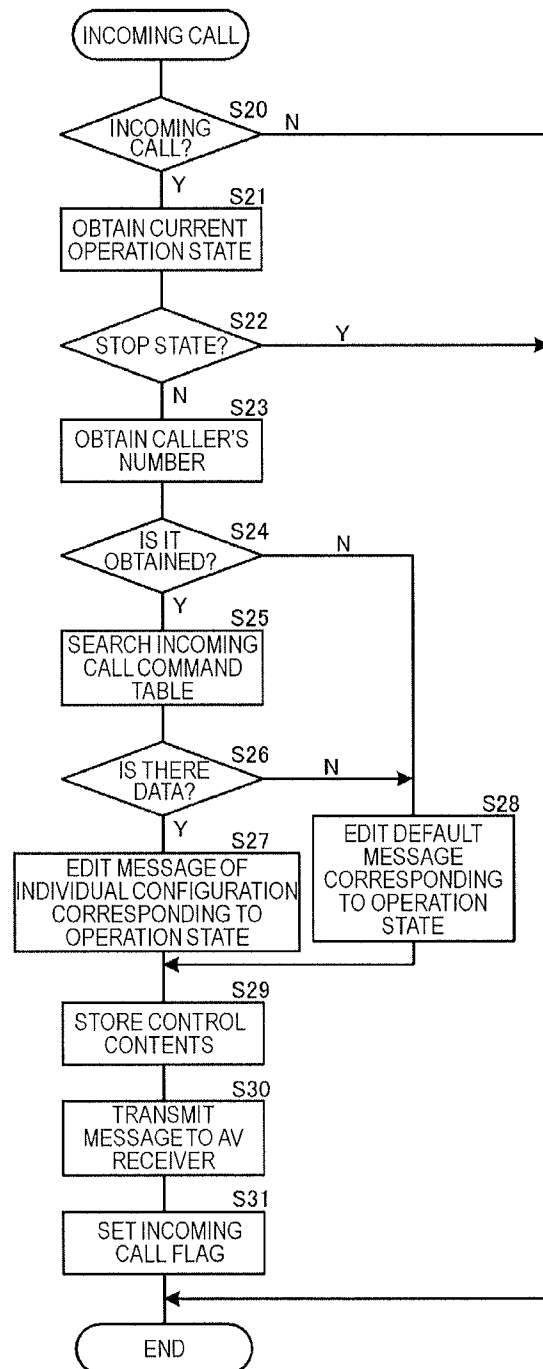 INCOMING CALL
S20
INCOMING
CALL?
N
Y
S21
OBTAIN CURRENT
OPERATION STATE
S22
STOP STATE?
Y
N
S23
OBTAIN CALLER'S
NUMBER
S24
IS IT
OBTAINED?
N
Y
S25
SEARCH INCOMING
CALL COMMAND
TABLE
S26
IS THERE
DATA?
N
Y
S27
EDIT MESSAGE OF
INDIVIDUAL CONFIGURATION
CORRESPONDING TO
OPERATION STATE
S28
EDIT DEFAULT
MESSAGE
CORRESPONDING
TO OPERATION
STATE
S29
STORE CONTROL
CONTENTS
S30
TRANSMIT
MESSAGE TO AV
RECEIVER
S31
SET INCOMING
CALL FLAG
END